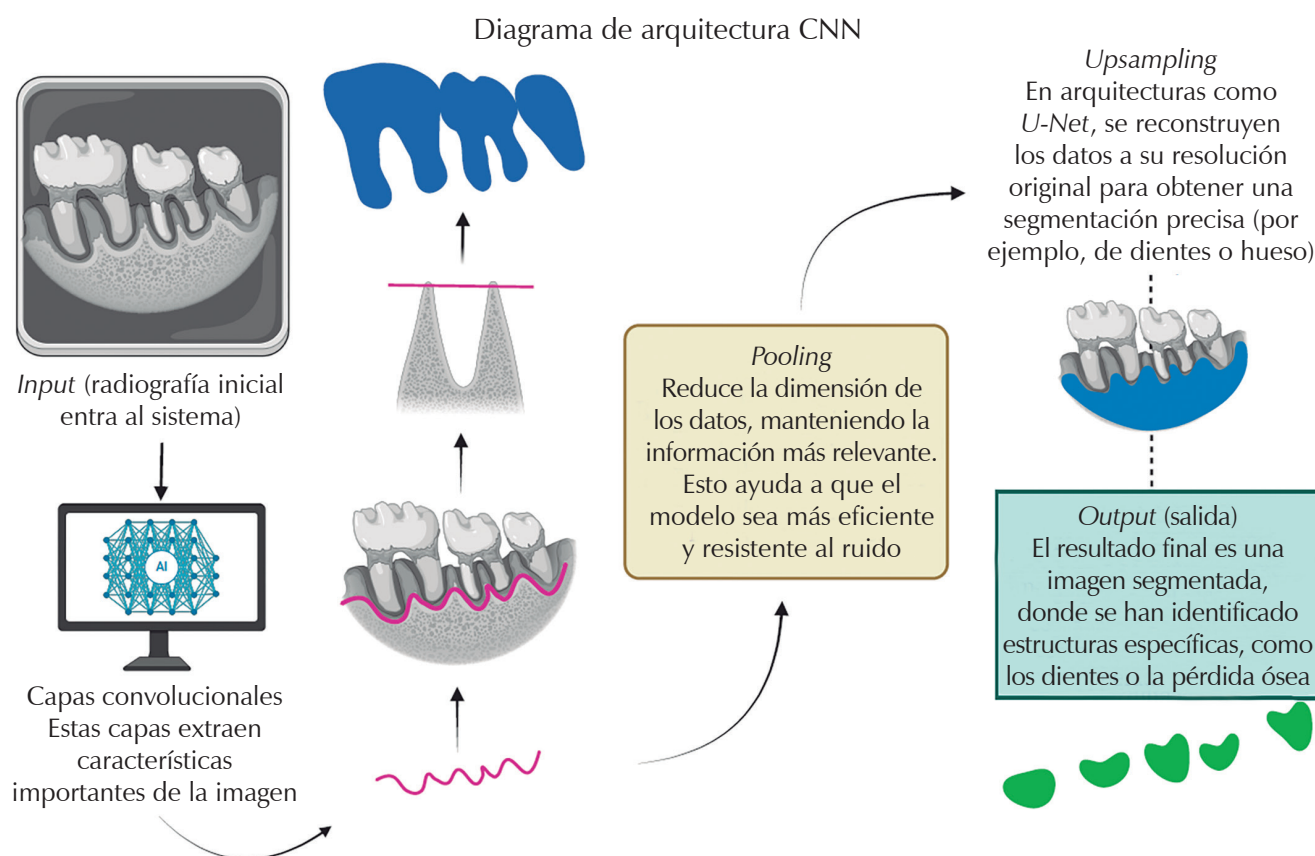 Diagrama de arquitectura CNN
Input (radiografía inicial
entra al sistema)
AI
Capas convolucionales
Estas capas extraen
características
importantes de la imagen
Pooling
Reduce la dimensión de
los datos, manteniendo la
información más relevante.
Esto ayuda a que el
modelo sea más eficiente
y resistente al ruido
Upsampling
En arquitecturas como
U-Net, se reconstruyen
los datos a su resolución
original para obtener una
segmentación precisa (por
ejemplo, de dientes o hueso)
Output (salida)
El resultado final es una
imagen segmentada,
donde se han identificado
estructuras específicas, como
los dientes o la pérdida ósea